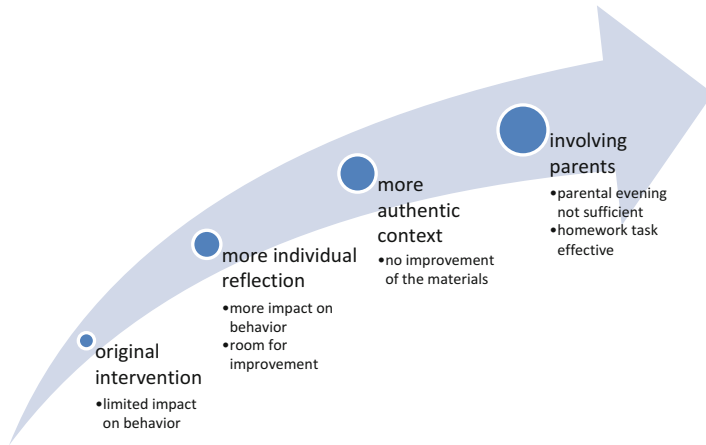 original
intervention
•limited impact
on behavior
more individual
reflection
•more impact on
behavior
•room for
improvement
more
authentic
context
•no improvement
of the materials
involving
parents
•parental evening
not sufficient
•homework task
effective